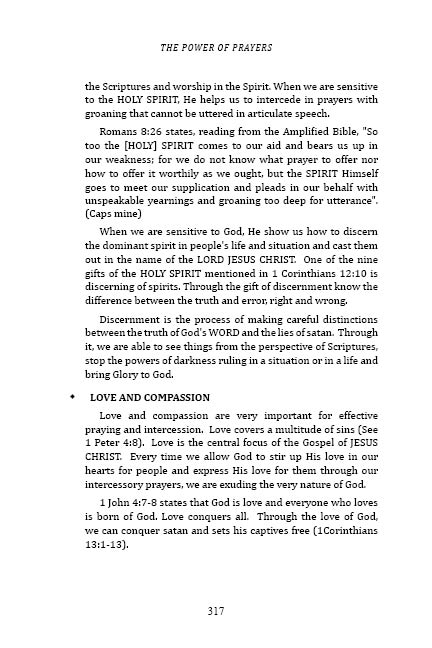 THE POWER OF PRAYERS
the Scriptures and worship in the Spirit. When we are sensitive
to the HOLY SPIRIT, He helps us to intercede in prayers with
groaning that cannot be uttered in articulate speech.
Romans 8:26 states, reading from the Amplified Bible, "So
too the [HOLY] SPIRIT comes to our aid and bears us up in
our weakness; for we do not know what prayer to offer nor
how to offer it worthily as we ought, but the SPIRIT Himself
goes to meet our supplication and pleads in our behalf with
unspeakable yearnings and groaning too deep for utterance".
(Caps mine)
When we are sensitive to God, He show us how to discern
the dominant spirit in people's life and situation and cast them
out in the name of the LORD JESUS CHRIST. One of the nine
gifts of the HOLY SPIRIT mentioned in 1 Corinthians 12:10 is
discerning of spirits. Through the gift of discernment know the
difference between the truth and error, right and wrong.
Discernment is the process of making careful distinctions
between the truth of God's WORD and the lies of satan. Through
it, we are able to see things from the perspective of Scriptures,
stop the powers of darkness ruling in a situation or in a life and
bring Glory to God.
♦ LOVE AND COMPASSION
Love and compassion are very important for effective
praying and intercession. Love covers a multitude of sins (See
1 Peter 4:8). Love is the central focus of the Gospel of JESUS
CHRIST. Every time we allow God to stir up His love in our
hearts for people and express His love for them through our
intercessory prayers, we are exuding the very nature of God.
1 John 4:7-8 states that God is love and everyone who loves
is born of God. Love conquers all. Through the love of God,
we can conquer satan and sets his captives free (1Corinthians
13:1-13).
317